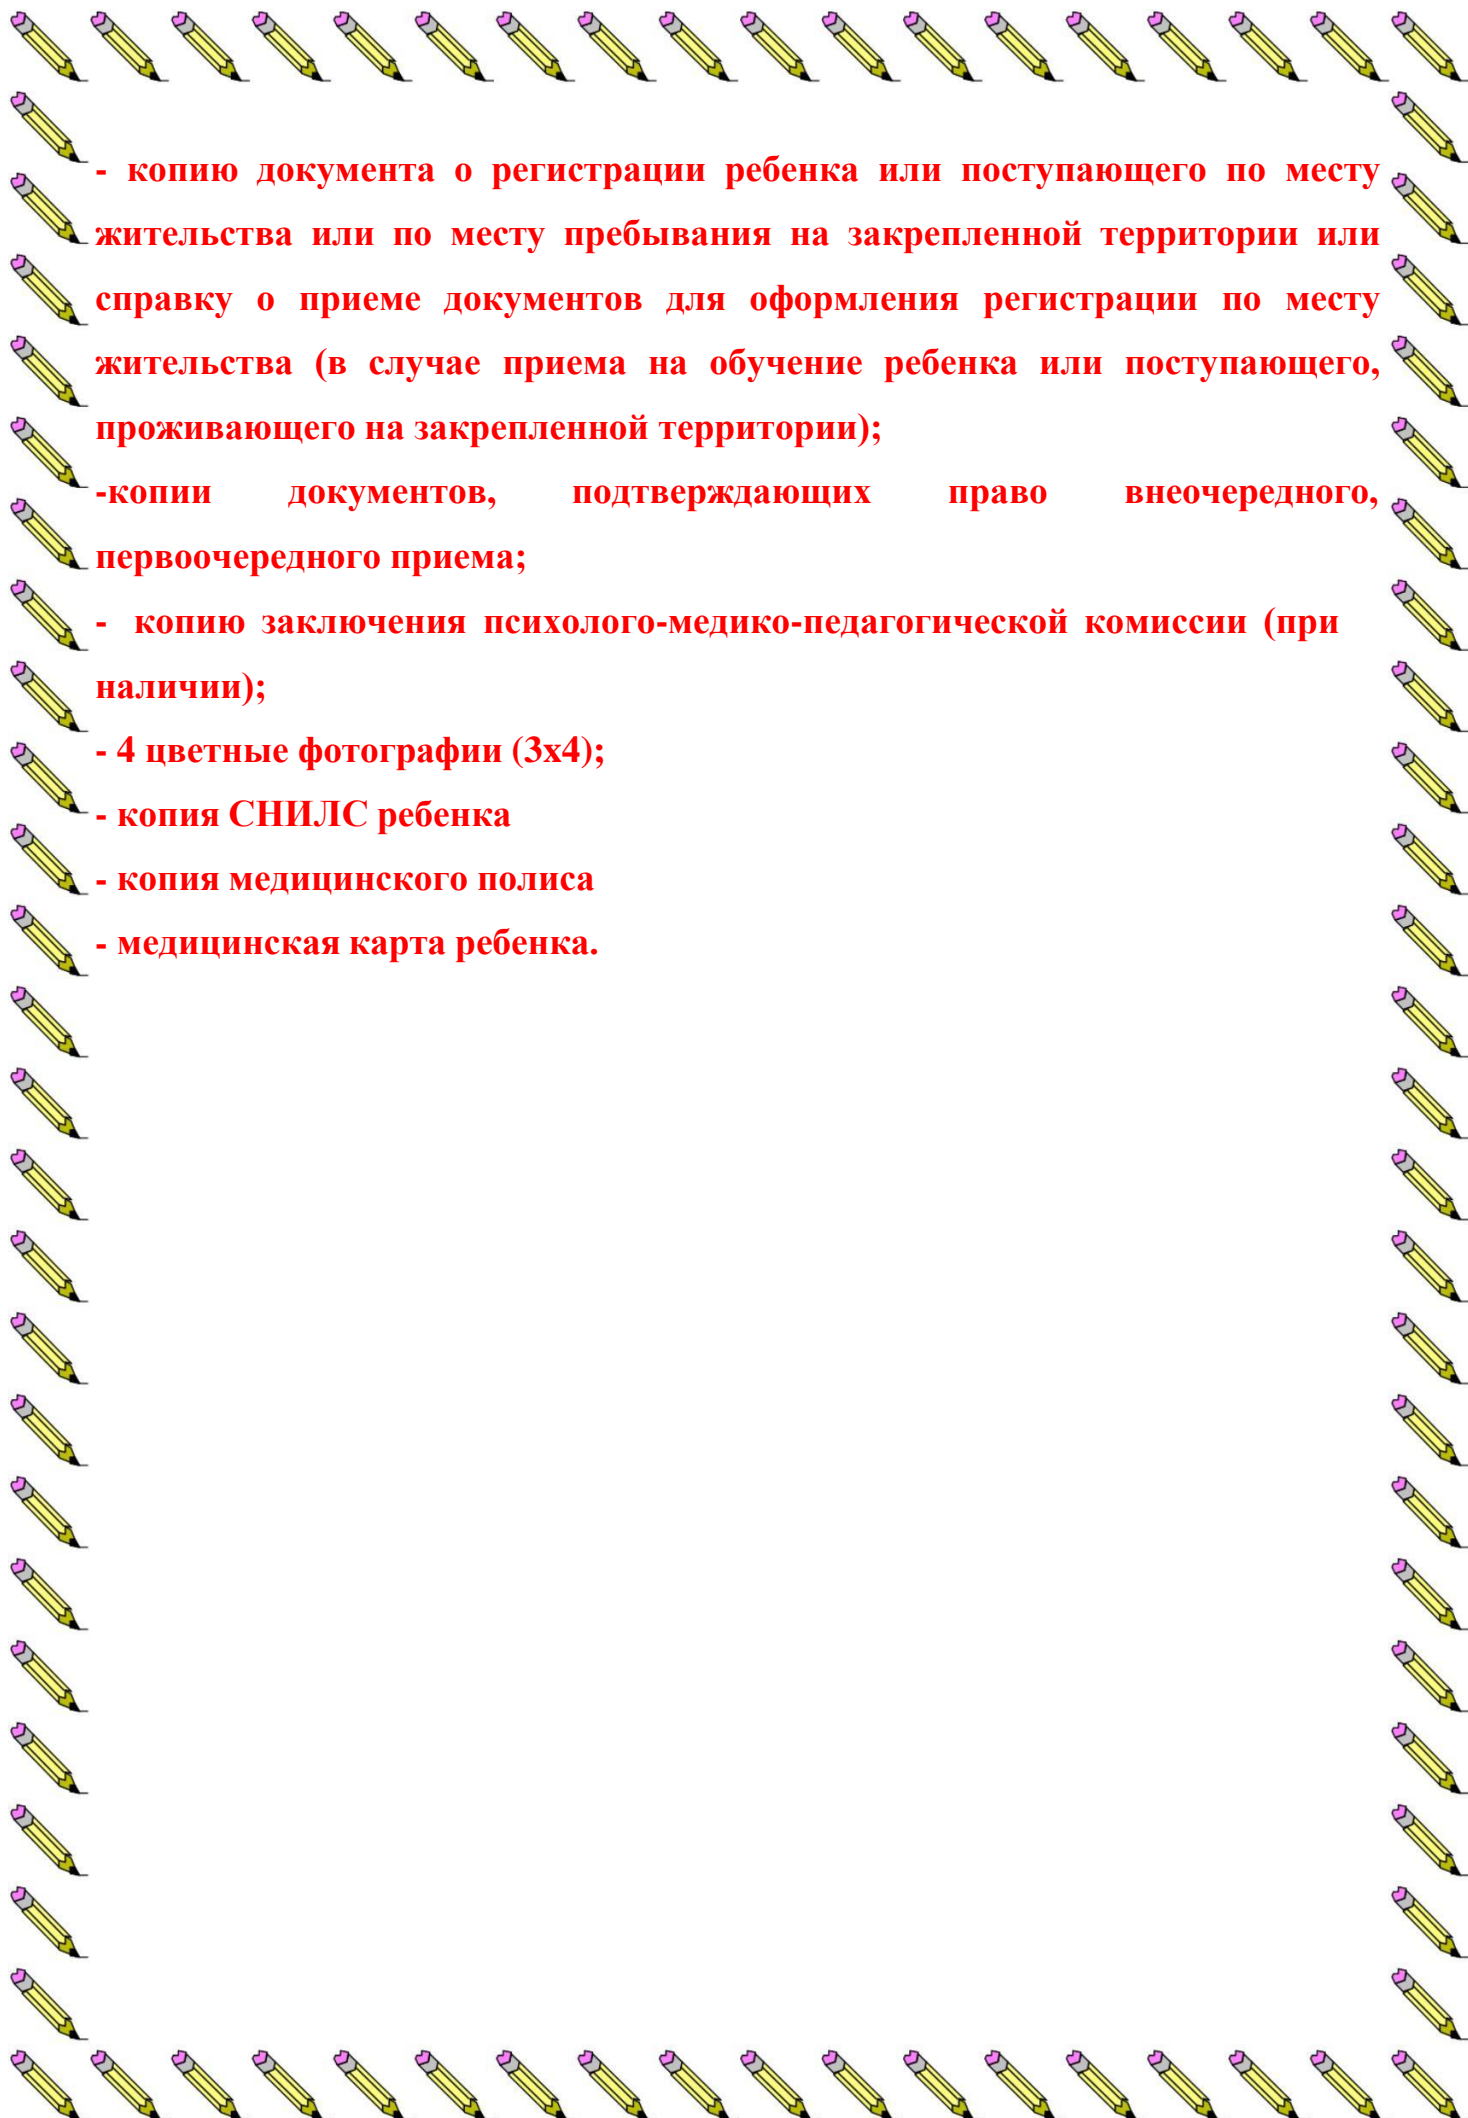 - копию документа о регистрации ребенка или поступающего по месту
жительства или по месту пребывания на закрепленной территории или
справку о приеме документов для оформления регистрации по месту
жительства (в случае приема на обучение ребенка или поступающего,
проживающего на закрепленной территории);
-копии документов, подтверждающих право внеочередного,
первоочередного приема;
- копию заключения психолого-медико-педагогической комиссии (при
наличии);
- 4 цветные фотографии (3х4);
- копия СНИЛС ребенка
- копия медицинского полиса
- медицинская карта ребенка.